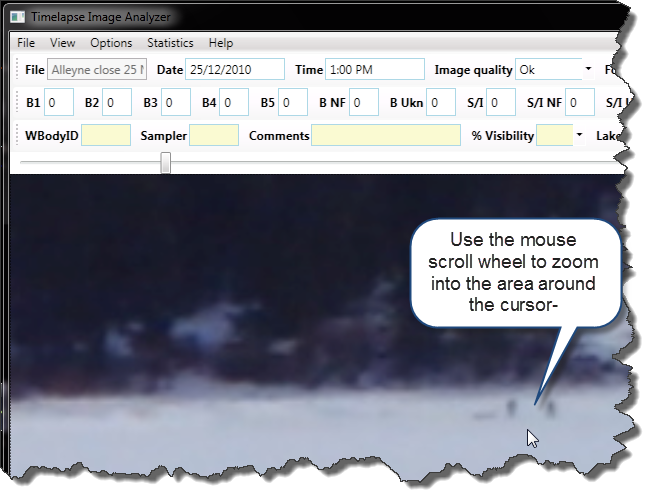 Timelapse Image Analyzer
File View Options Statistics Help
File Alleyne close 25 Date 25/12/2010 Time 1:00 PM Image quality Ok
B1 0 B2 0 B3 0 B4 0 B5 0 B NF 0 B Ukn 0 S/I 0 S/I NF 0 S/I
WBodyID Sampler Comments % Visibility Lake
Use the mouse
scroll wheel to zoom
into the area around
the cursor-